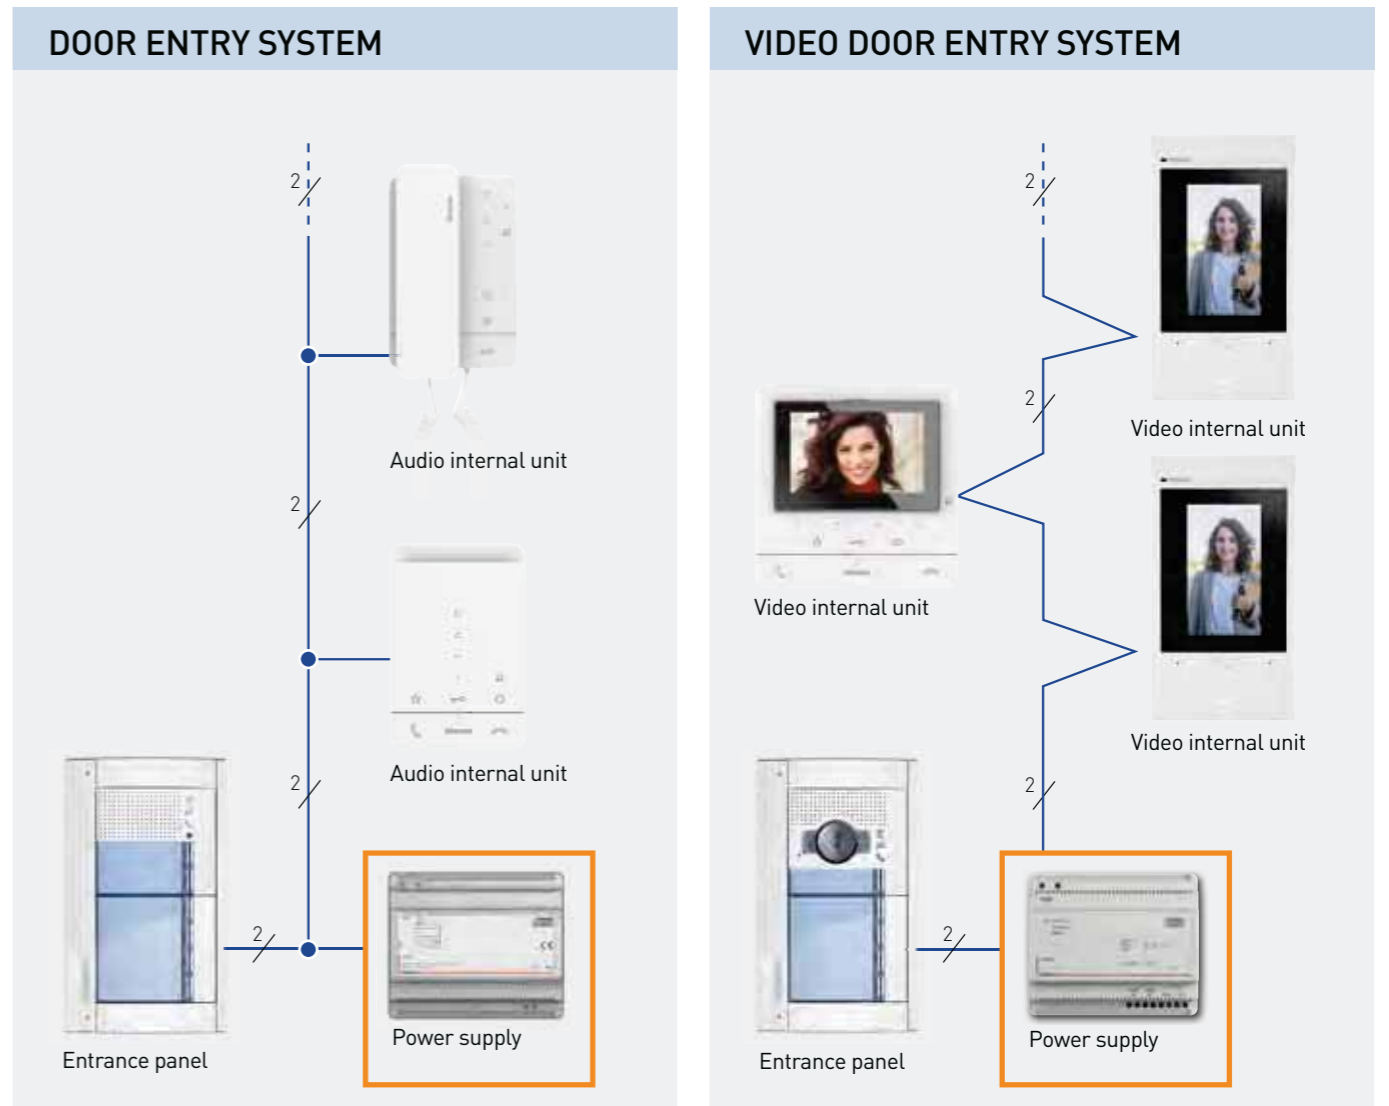 DOOR ENTRY SYSTEM
2
Audio internal unit
2
Audio internal unit
2
2
Entrance panel
Power supply
VIDEO DOOR ENTRY SYSTEM
2
Video internal unit
2
Video internal unit
Video internal unit
2
2
Entrance panel
Power supply